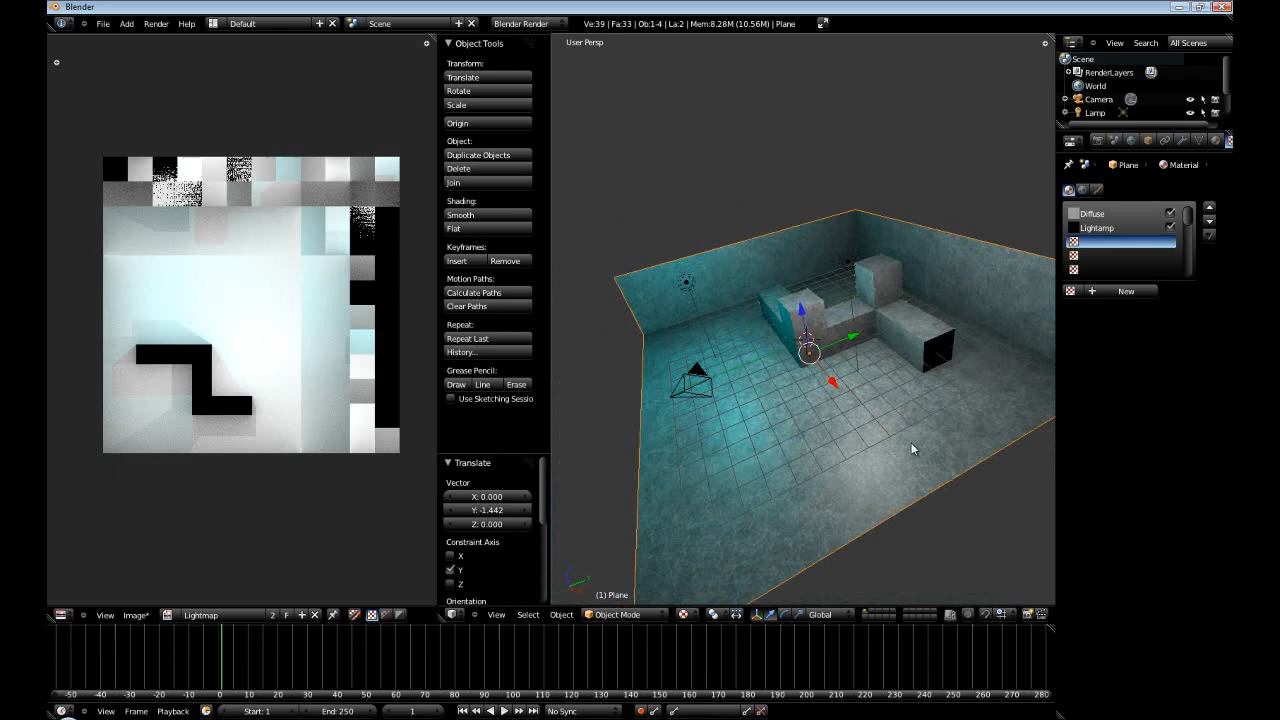 Blender
File Add Render Help Default Scene Blender Render Ve:39 | Fa:33 | Ob:1-4 | La:2 | Mem:8.28M (10.56M) | Plane
Object Tools
Transform:
Translate
Rotate
Scale
Origin
Object:
Duplicate Objects
Delete
Join
Shading:
Smooth
Flat
Keyframes:
Insert Remove
Motion Paths:
Calculate Paths
Clear Paths
Repeat:
Repeat Last
History...
Grease Pencil:
Draw Line Erase
Use Sketching Sessio
Translate
Vector
X: 0.000
Y: -1.442
Z: 0.000
Constraint Axis
X
Y
Z
Orientation
User Persp
(1) Plane
View Search All Scenes
Scene
RenderLayers
World
Camera
Lamp
Plane Material
Diffuse
Lightamp
New
View Image* Lightmap 2 F
View Select Object Object Mode Global
-50 -40 -30 -20 -10 0 10 20 30 40 50 60 70 80 90 100 110 120 130 140 150 160 170 180 190 200 210 220 230 240 250 260 270 280
View Frame Playback Start: 1 End: 250 1 No Sync